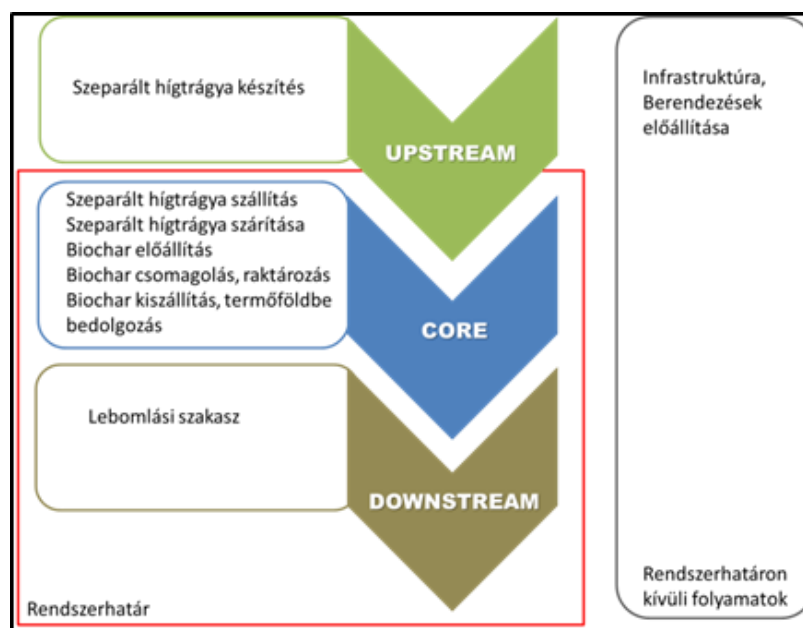 Szeparált hígtrágya készítés
UPSTREAM
Infrastruktúra,
Berendezések
előállítása
Szeparált hígtrágya szállítás
Szeparált hígtrágya szárítása
Biochar előállítás
Biochar csomagolás, raktározás
Biochar kiszállítás, termőföldbe
bedolgozás
CORE
Lebomlási szakasz
DOWNSTREAM
Rendszerhatár
Rendszerhatáron
kívüli folyamatok